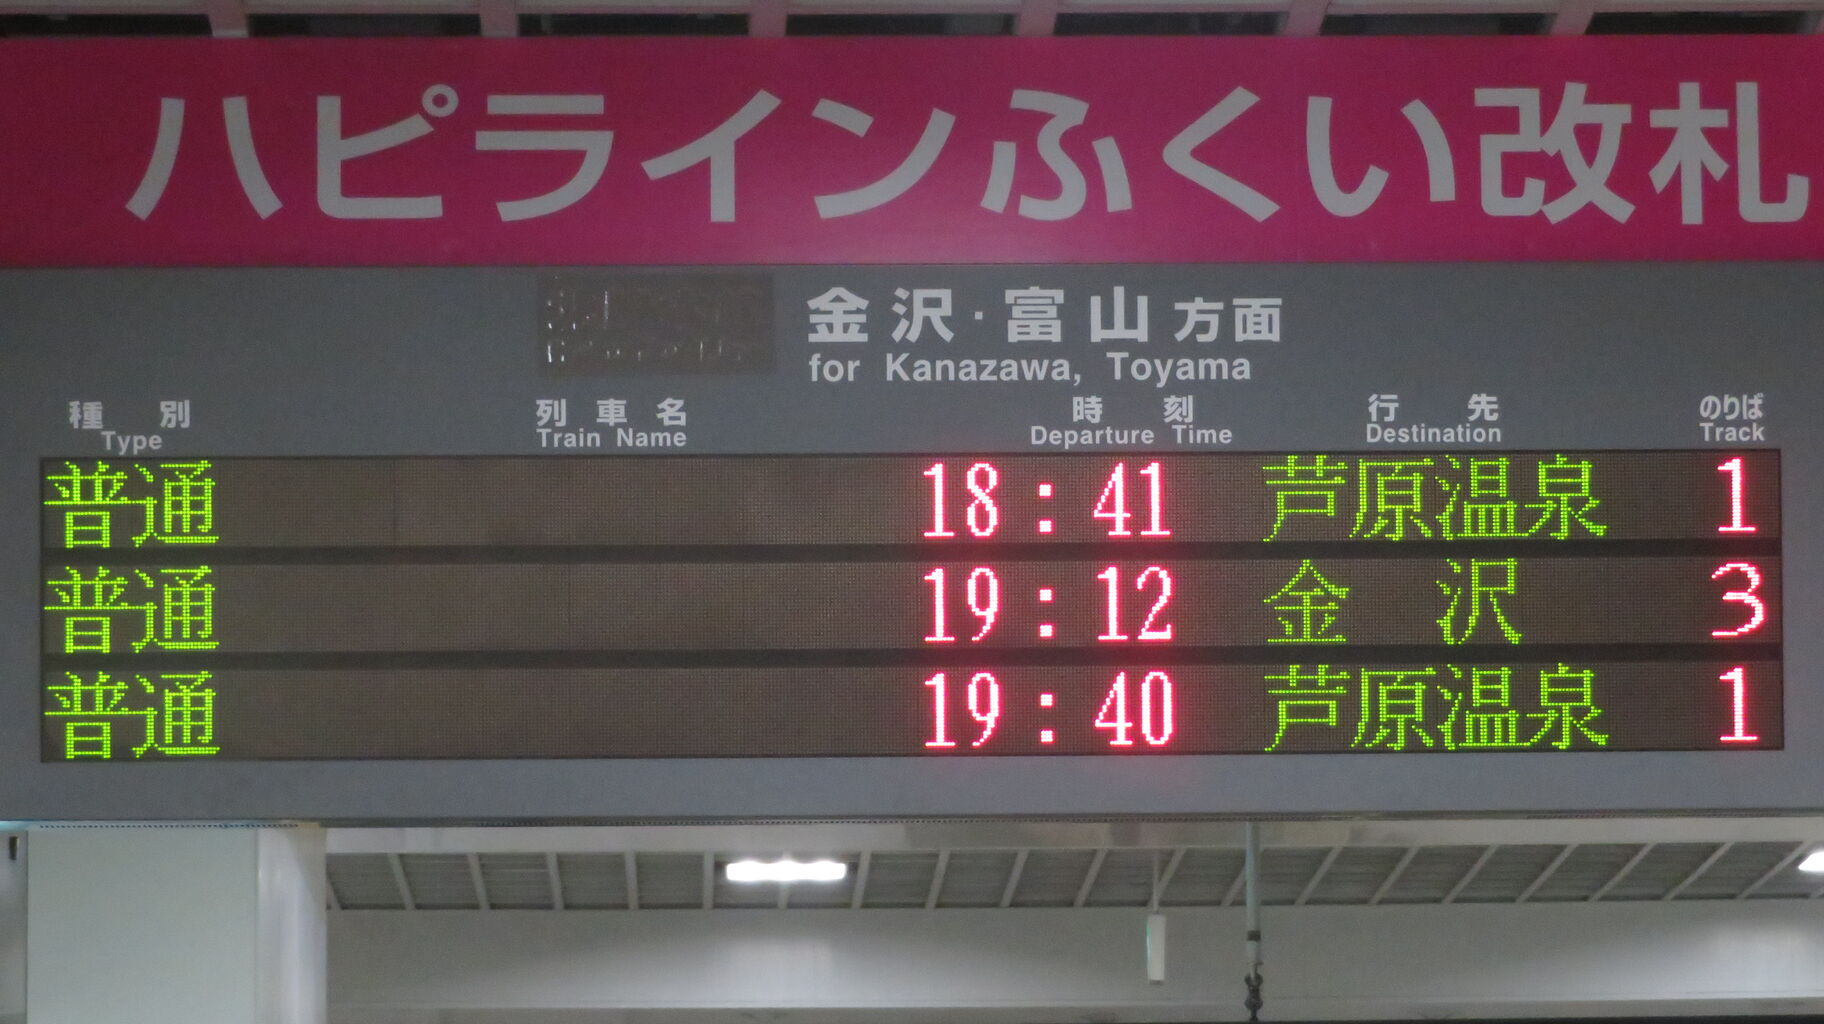 ハピラインふくい改札
金沢・富山方面
for Kanazawa, Toyama
種別 列車名 時刻 行先 のりば
Type Train Name Departure Time Destination Track
普通 18:41 芦原温泉 1
普通 19:12 金沢 3
普通 19:40 芦原温泉 1